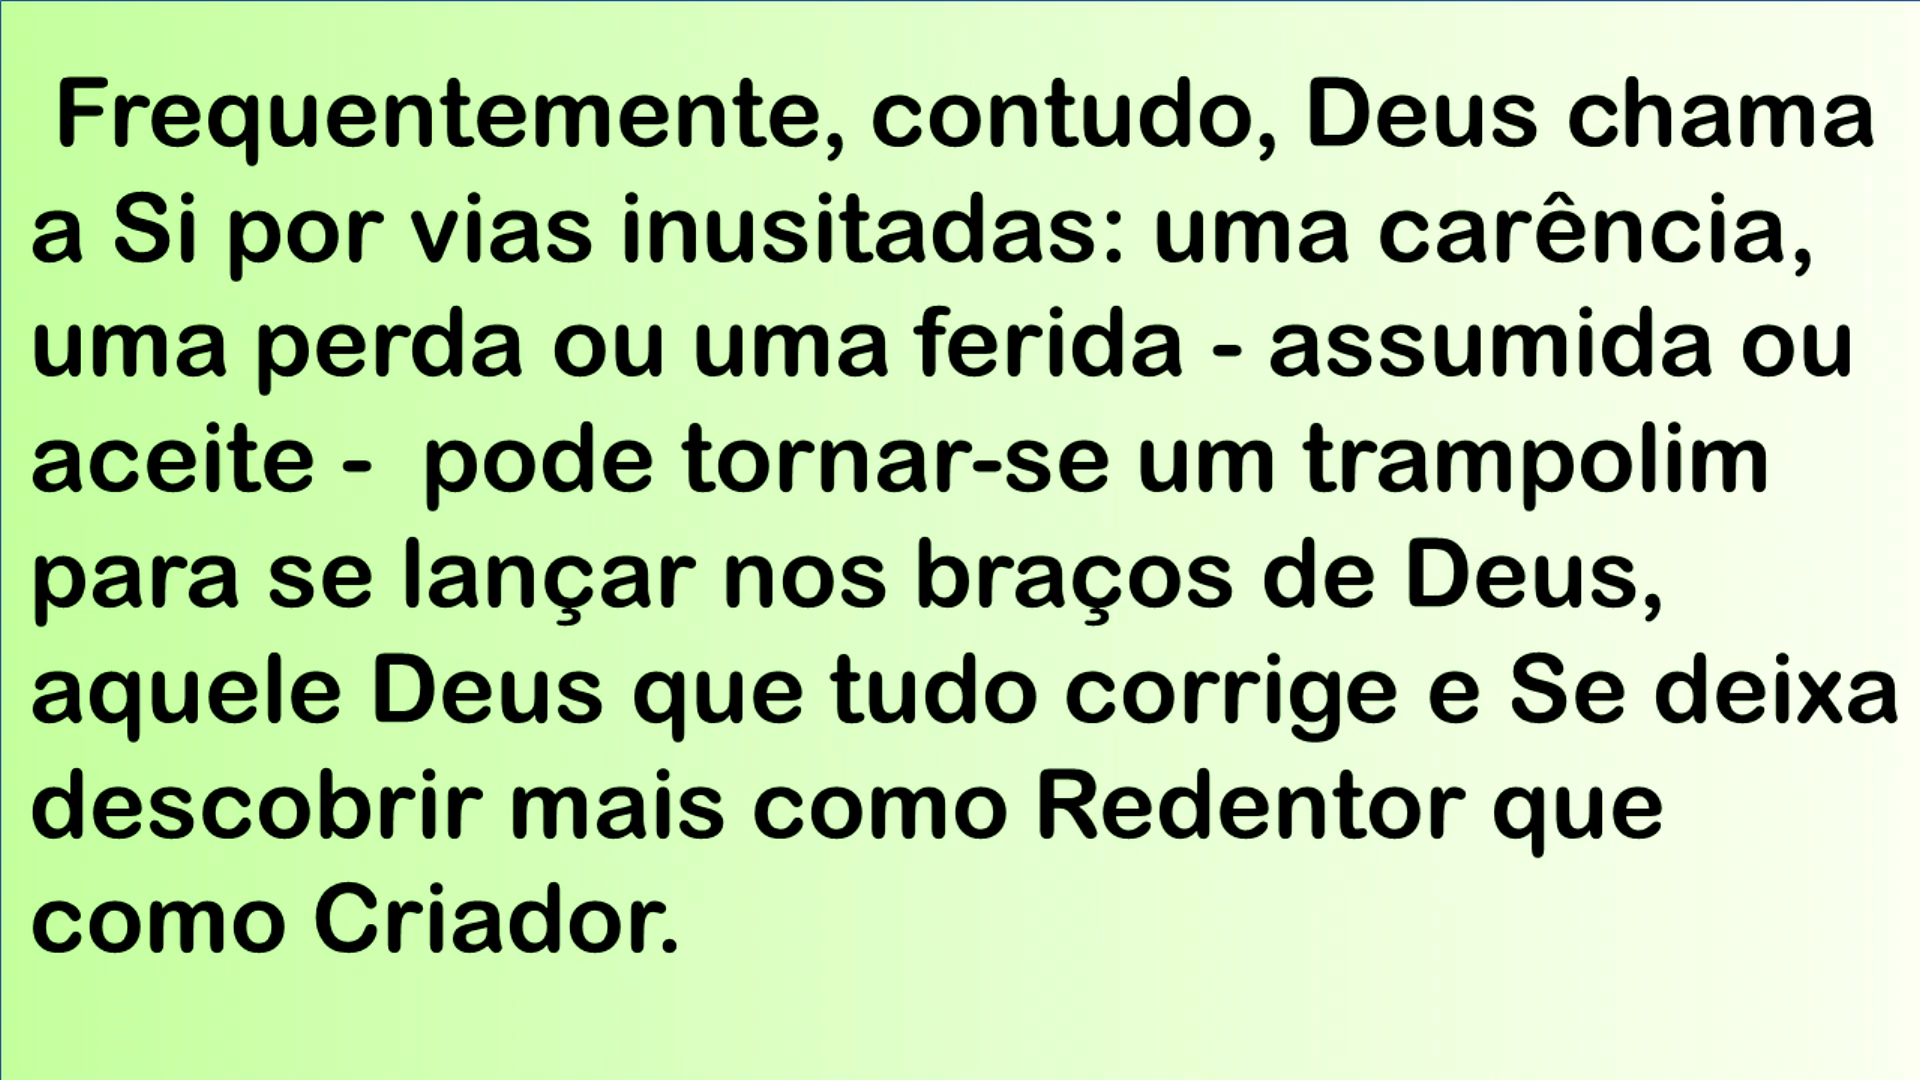 Frequentemente, contudo, Deus chama
a Si por vias inusitadas: uma carência,
uma perda ou uma ferida - assumida ou
aceite -  pode tornar-se um trampolim
para se lançar nos braços de Deus,
aquele Deus que tudo corrige e Se deixa
descobrir mais como Redentor que
como Criador.